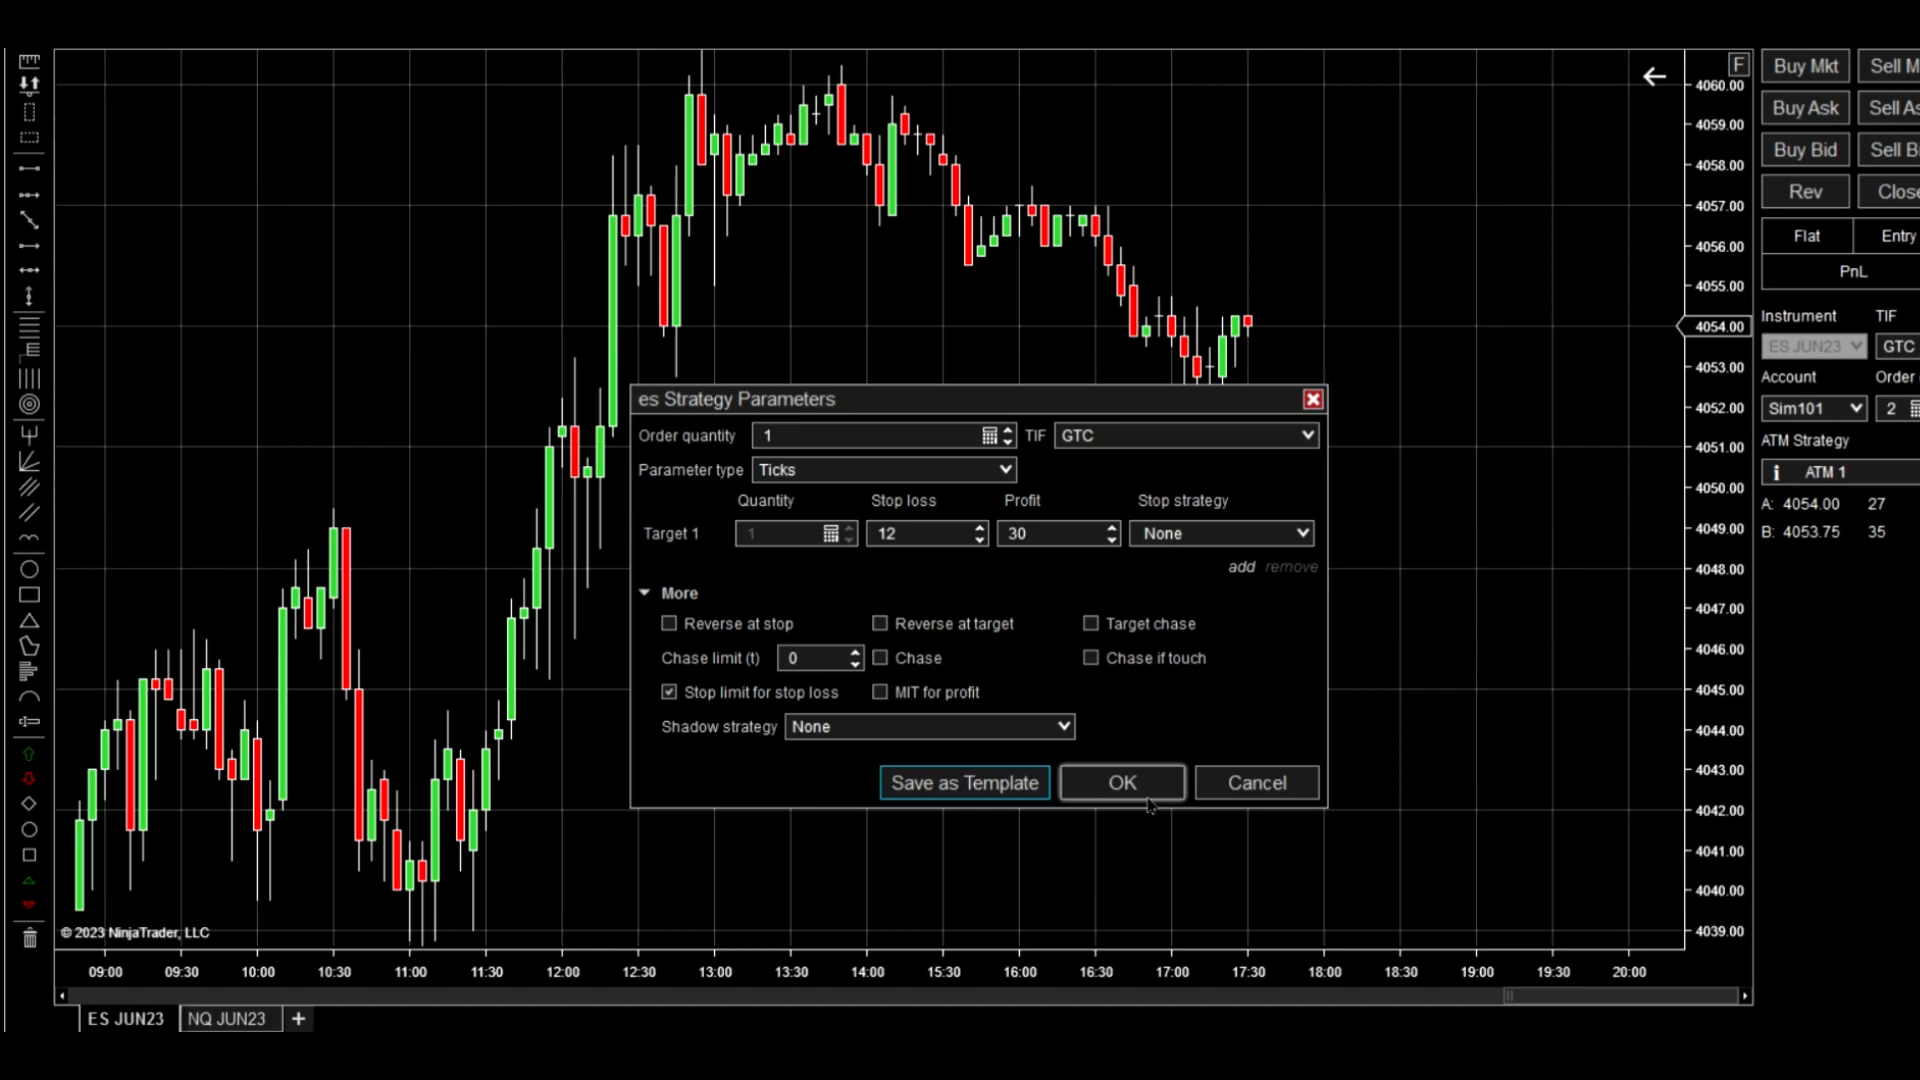 F
4060.00
4059.00
4058.00
4057.00
4056.00
4055.00
4054.00
4053.00
4052.00
4051.00
4050.00
4049.00
4048.00
4047.00
4046.00
4045.00
4044.00
4043.00
4042.00
4041.00
4040.00
4039.00
Buy Mkt Sell M
Buy Ask Sell As
Buy Bid Sell Bi
Rev Close
Flat Entry
PnL
Instrument TIF
ES JUN23 GTC
Account Order
Sim101 2
ATM Strategy
i ATM 1
A: 4054.00 27
B: 4053.75 35
es Strategy Parameters
Order quantity 1 TIF GTC
Parameter type Ticks
Quantity Stop loss Profit Stop strategy
Target 1 1 12 30 None
add remove
More
Reverse at stop Reverse at target Target chase
Chase limit (t) 0 Chase Chase if touch
Stop limit for stop loss MIT for profit
Shadow strategy None
Save as Template OK Cancel
© 2023 NinjaTrader, LLC
09:00 09:30 10:00 10:30 11:00 11:30 12:00 12:30 13:00 13:30 14:00 15:30 16:00 16:30 17:00 17:30 18:00 18:30 19:00 19:30 20:00
ES JUN23 NQ JUN23 +